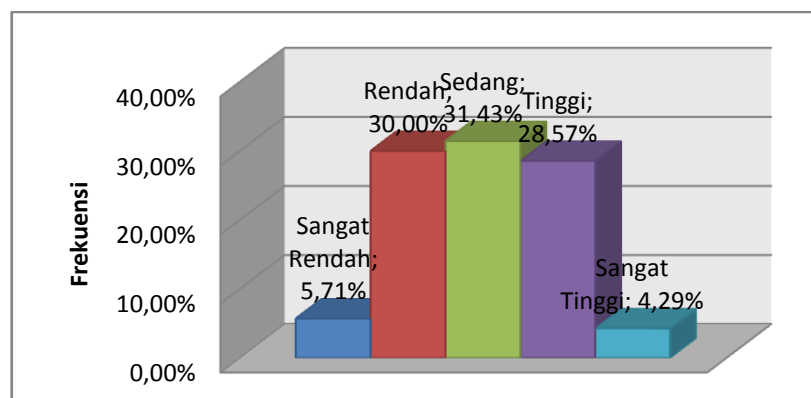 40,00%
30,00%
20,00%
10,00%
0,00%
Frekuensi
Sangat
Rendah;
5,71%
Rendah;
30,00%
Sedang;
31,43%
Tinggi;
28,57%
Sangat
Tinggi; 4,29%